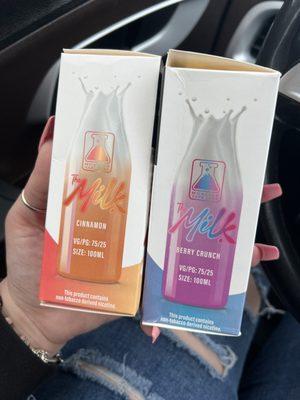 The
Milk
CINNAMON
VG/PG: 75/25
SIZE: 100ML
This product contains
non-tobacco derived nicotine.
The
Milk
BERRY CRUNCH
VG/PG: 75/25
SIZE: 100ML
This product contains
non-tobacco derived nicotine.